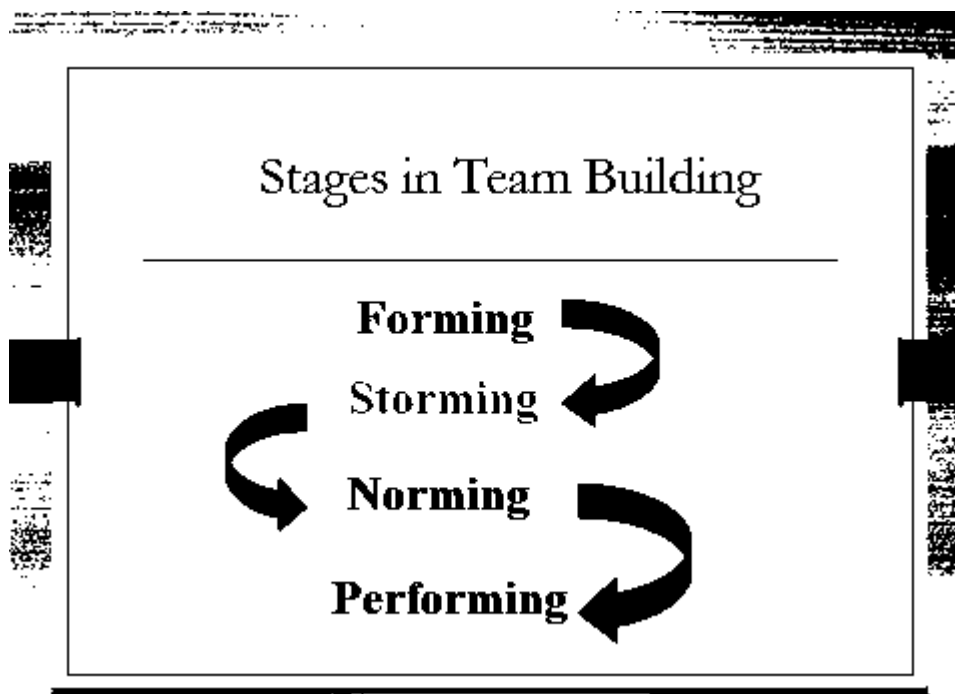 Stages in Team Building
Forming
Storming
Norming
Performing